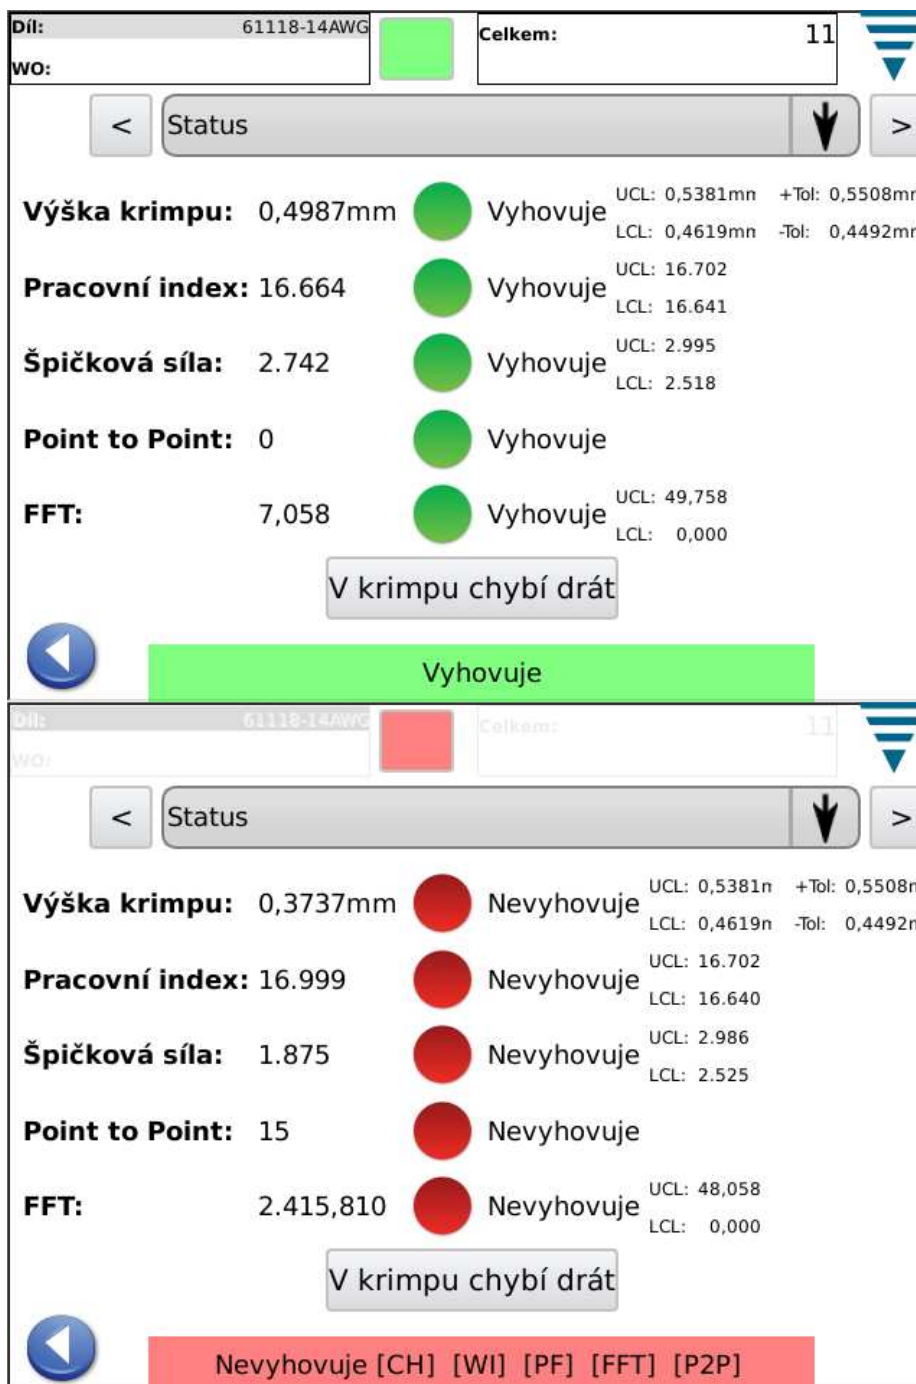 Díl: 61118-14AWG
WO:
Celkem: 11
< Status >
Výška krimpu: 0,4987mm Vyhovuje UCL: 0,5381mm +Tol: 0,5508mm
LCL: 0,4619mm -Tol: 0,4492mm
Pracovní index: 16.664 Vyhovuje UCL: 16.702
LCL: 16.641
Špičková síla: 2.742 Vyhovuje UCL: 2.995
LCL: 2.518
Point to Point: 0 Vyhovuje
FFT: 7,058 Vyhovuje UCL: 49,758
LCL: 0,000
V krimpu chybí drát
Vyhovuje
Díl: 61118-14AWG
WO:
Celkem: 11
< Status >
Výška krimpu: 0,3737mm Nevyhovuje UCL: 0,5381m +Tol: 0,5508m
LCL: 0,4619m -Tol: 0,4492m
Pracovní index: 16.999 Nevyhovuje UCL: 16.702
LCL: 16.640
Špičková síla: 1.875 Nevyhovuje UCL: 2.986
LCL: 2.525
Point to Point: 15 Nevyhovuje
FFT: 2.415,810 Nevyhovuje UCL: 48,058
LCL: 0,000
V krimpu chybí drát
Nevyhovuje [CH] [WI] [PF] [FFT] [P2P]